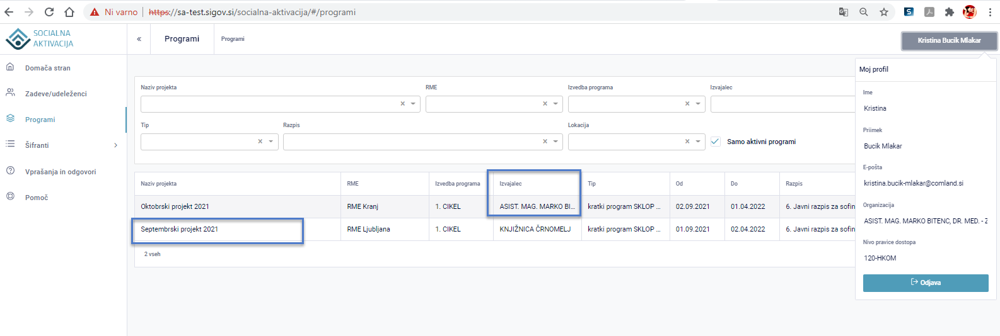 Ni varno https://sa-test.sigov.si/socialna-aktivacija/#/programi
SOCIALNA
AKTIVACIJA
«
Programi
Programi
Kristina Bucik Mlakar
Domača stran
Zadeve/udeleženci
Programi
Šifranti
Vprašanja in odgovori
Pomoč
Naziv projekta RME Izvedba programa Izvajalec
Tip Razpis Lokacija
Samo aktivni programi
Naziv projekta RME Izvedba programa Izvajalec Tip Od Do Razpis
Oktobrski projekt 2021 RME Kranj 1. CIKEL ASIST. MAG. MARKO BI... kratki program SKLOP ... 02.09.2021 01.04.2022 6. Javni razpis za sofin
Septembrski projekt 2021 RME Ljubljana 1. CIKEL KNJIŽNICA ČRNOMELJ kratki program SKLOP ... 01.09.2021 02.04.2022 6. Javni razpis za sofin
2 vseh
Moj profil
Ime
Kristina
Priimek
Bucik Mlakar
E-pošta
kristina.bucik-mlakar@comland.si
Organizacija
ASIST. MAG. MARKO BITENC, DR. MED. - Z
Nivo pravice dostopa
120-HKOM
Odjava